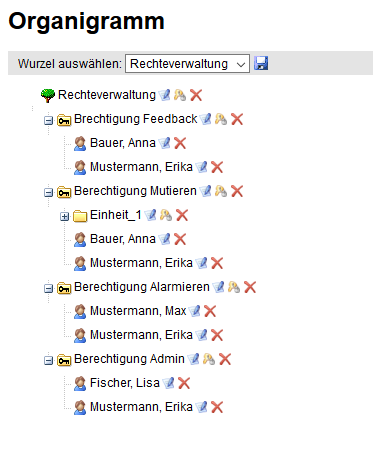 Organigramm
Wurzel auswählen: Rechteverwaltung
Rechteverwaltung
Brechtigung Feedback
Bauer, Anna
Mustermann, Erika
Berechtigung Mutieren
Einheit_1
Bauer, Anna
Mustermann, Erika
Berechtigung Alarmieren
Mustermann, Max
Mustermann, Erika
Berechtigung Admin
Fischer, Lisa
Mustermann, Erika